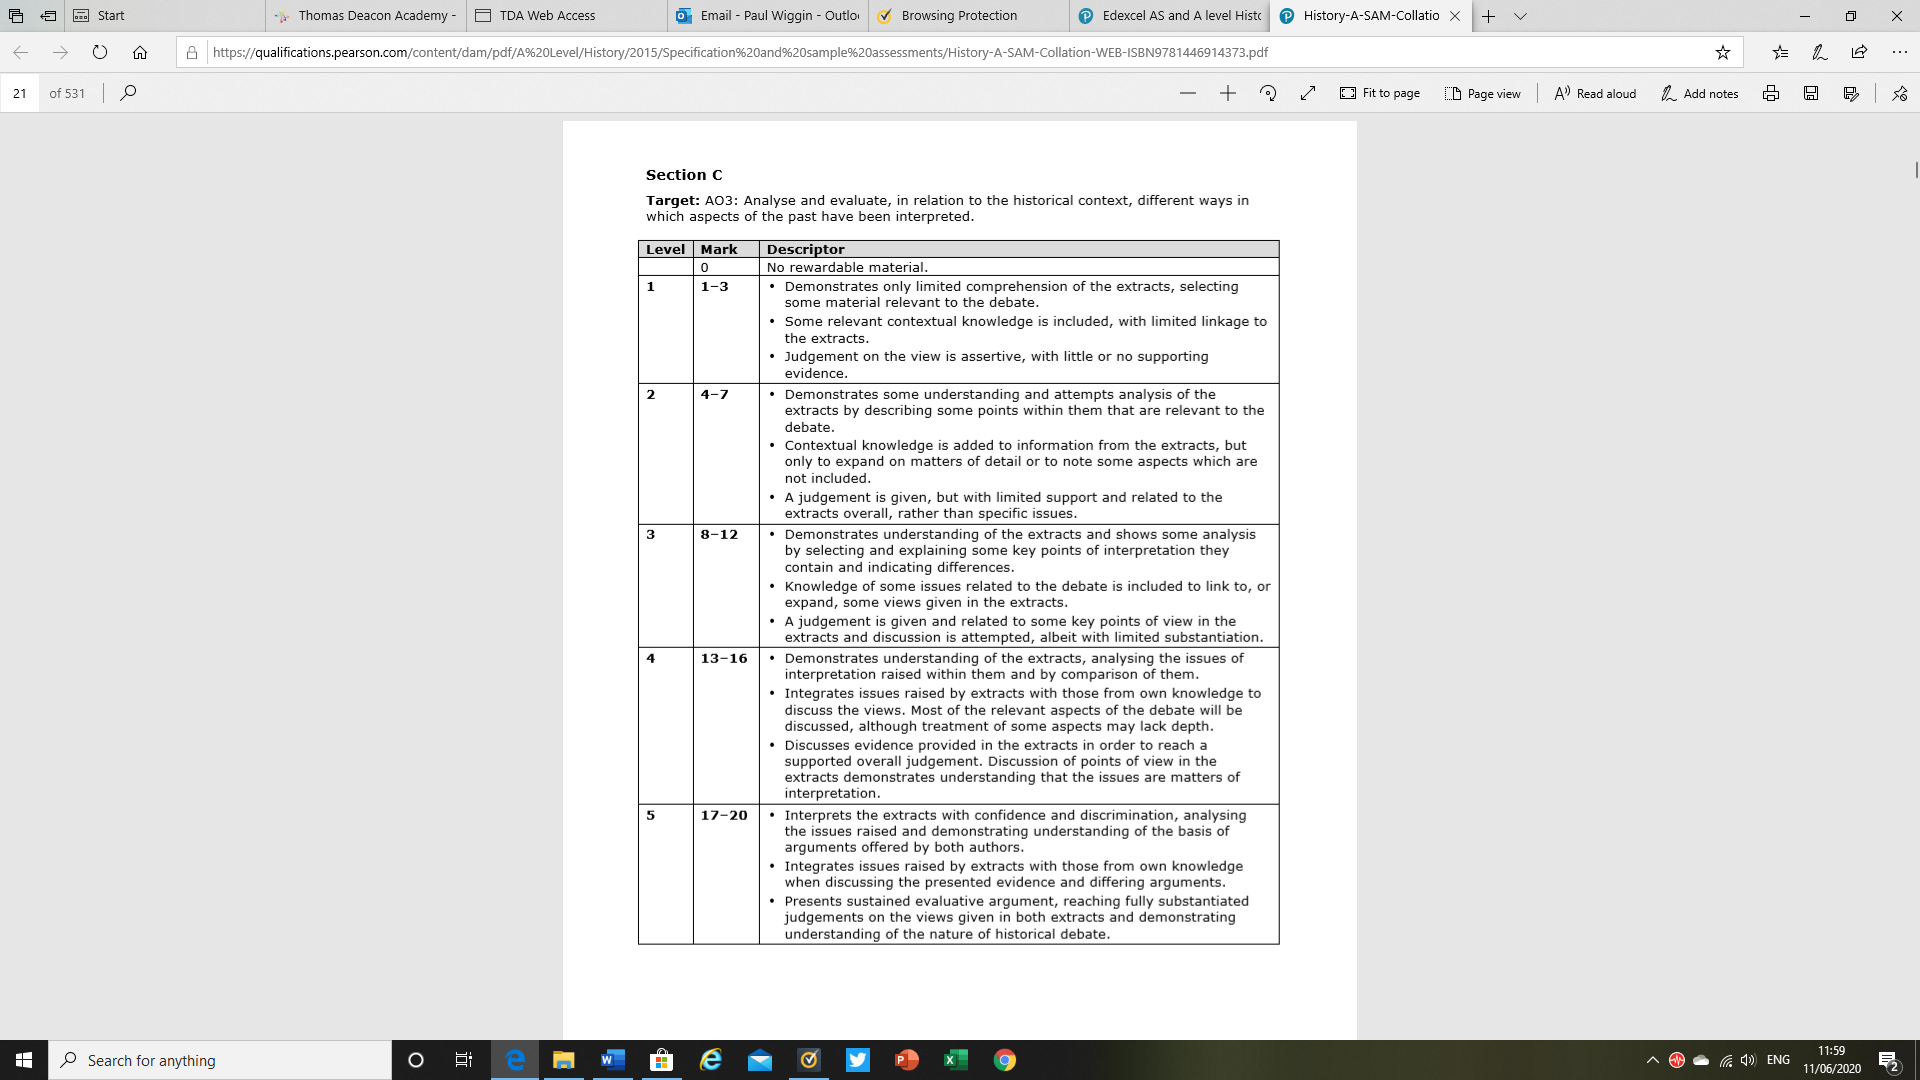 Start
Thomas Deacon Academy -
TDA Web Access
Email - Paul Wiggin - Outlo
Browsing Protection
Edexcel AS and A level Histo
History-A-SAM-Collatio
https://qualifications.pearson.com/content/dam/pdf/A%20Level/History/2015/Specification%20and%20sample%20assessments/History-A-SAM-Collation-WEB-ISBN9781446914373.pdf
21 of 531
Fit to page
Page view
Read aloud
Add notes
Section C
Target: AO3: Analyse and evaluate, in relation to the historical context, different ways in
which aspects of the past have been interpreted.
Level Mark Descriptor
0 No rewardable material.
1 1–3 • Demonstrates only limited comprehension of the extracts, selecting
some material relevant to the debate.
• Some relevant contextual knowledge is included, with limited linkage to
the extracts.
• Judgement on the view is assertive, with little or no supporting
evidence.
2 4–7 • Demonstrates some understanding and attempts analysis of the
extracts by describing some points within them that are relevant to the
debate.
• Contextual knowledge is added to information from the extracts, but
only to expand on matters of detail or to note some aspects which are
not included.
• A judgement is given, but with limited support and related to the
extracts overall, rather than specific issues.
3 8–12 • Demonstrates understanding of the extracts and shows some analysis
by selecting and explaining some key points of interpretation they
contain and indicating differences.
• Knowledge of some issues related to the debate is included to link to, or
expand, some views given in the extracts.
• A judgement is given and related to some key points of view in the
extracts and discussion is attempted, albeit with limited substantiation.
4 13–16 • Demonstrates understanding of the extracts, analysing the issues of
interpretation raised within them and by comparison of them.
• Integrates issues raised by extracts with those from own knowledge to
discuss the views. Most of the relevant aspects of the debate will be
discussed, although treatment of some aspects may lack depth.
• Discusses evidence provided in the extracts in order to reach a
supported overall judgement. Discussion of points of view in the
extracts demonstrates understanding that the issues are matters of
interpretation.
5 17–20 • Interprets the extracts with confidence and discrimination, analysing
the issues raised and demonstrating understanding of the basis of
arguments offered by both authors.
• Integrates issues raised by extracts with those from own knowledge
when discussing the presented evidence and differing arguments.
• Presents sustained evaluative argument, reaching fully substantiated
judgements on the views given in both extracts and demonstrating
understanding of the nature of historical debate.
Search for anything
ENG
11:59
11/06/2020
2